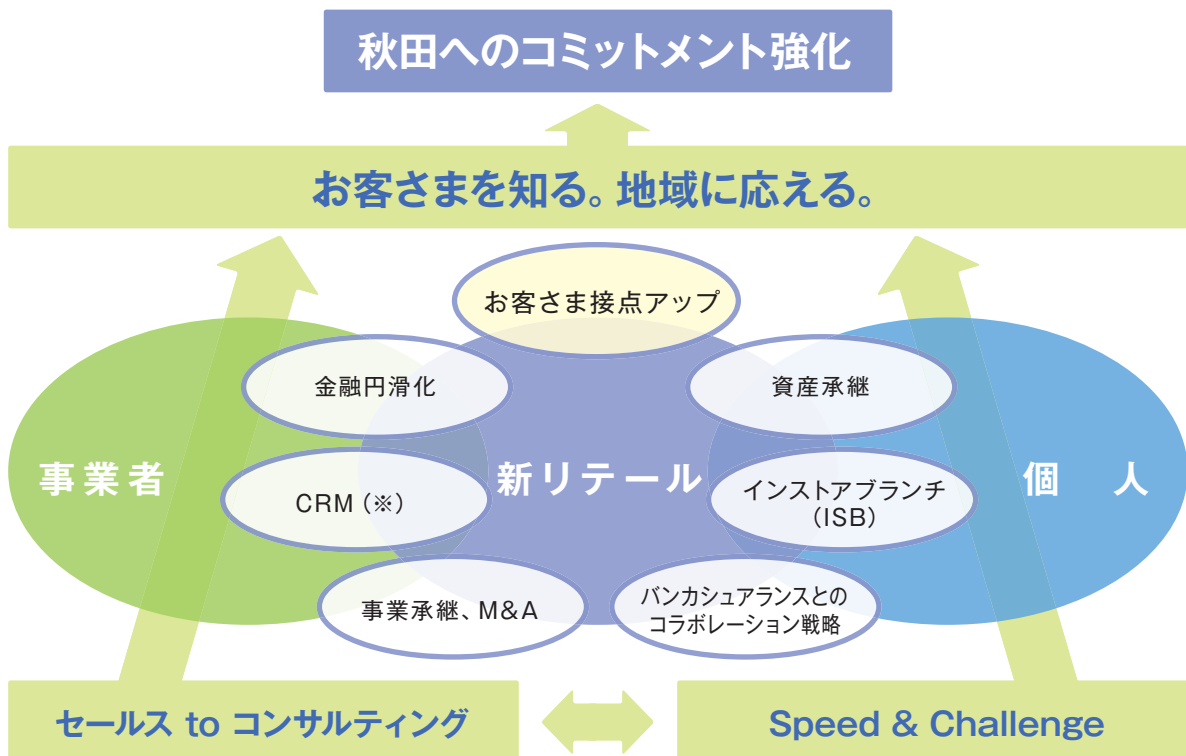 秋田へのコミットメント強化
お客さまを知る。地域に応える。
お客さま接点アップ
金融円滑化
資産承継
事業者
新リテール
個 人
CRM（※）
インストアブランチ
（ISB）
事業承継、M&A
バンカシュアランスとの
コラボレーション戦略
セールス to コンサルティング
Speed & Challenge